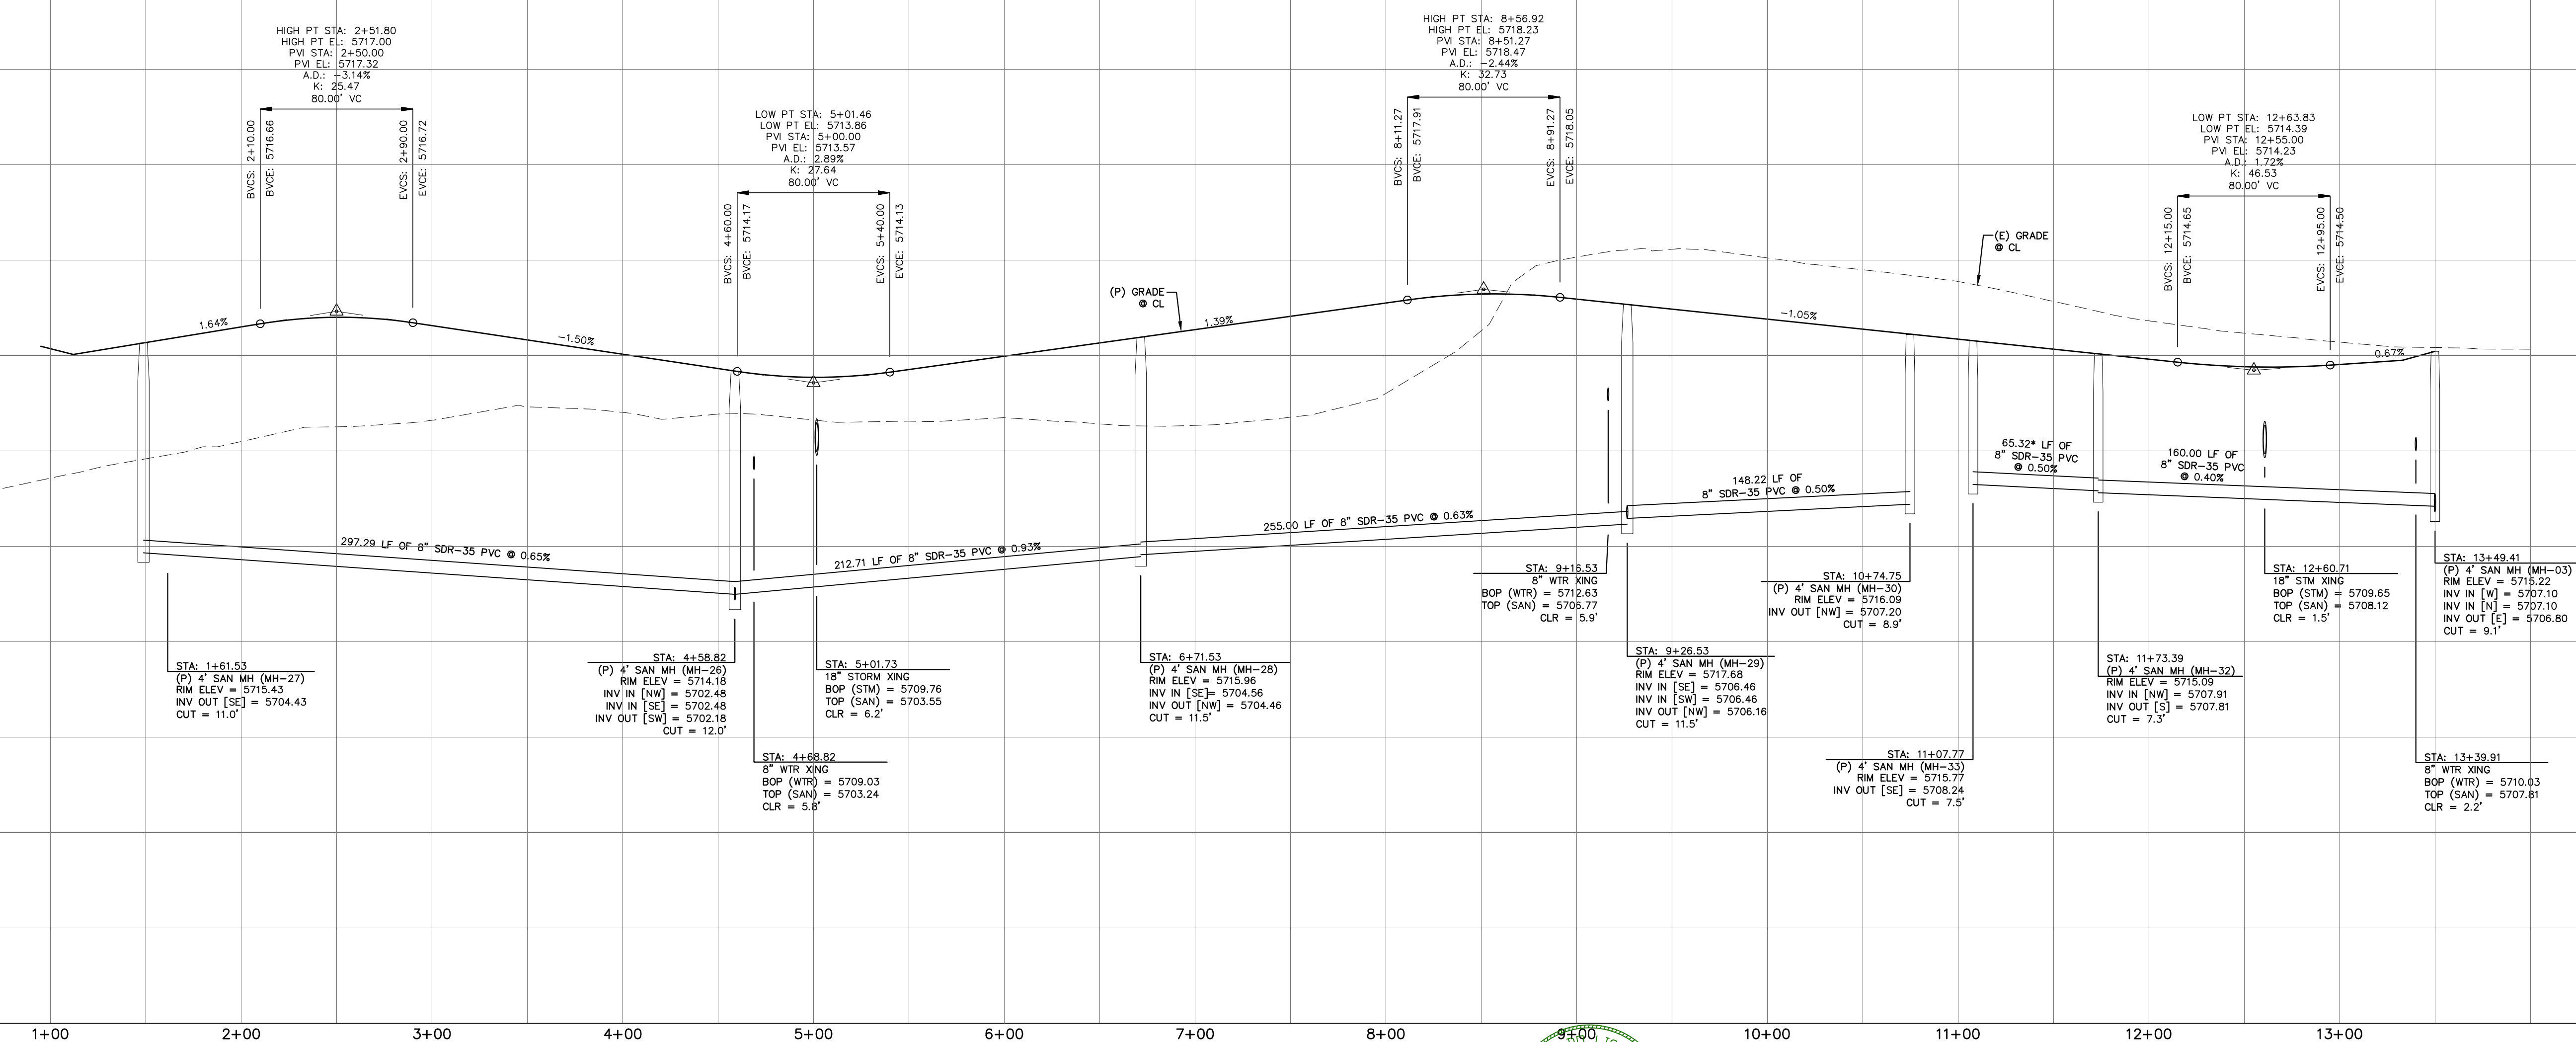 HIGH PT STA: 2+51.80
HIGH PT EL: 5717.00
PVI STA: 2+50.00
PVI EL: 5717.32
A.D.: -3.14%
K: 25.47
80.00' VC
BVCS: 2+10.00
BVCE: 5716.66
EVCS: 2+90.00
EVCE: 5716.72
LOW PT STA: 5+01.46
LOW PT EL: 5713.86
PVI STA: 5+00.00
PVI EL: 5713.57
A.D.: 2.89%
K: 27.64
80.00' VC
BVCS: 4+60.00
BVCE: 5714.17
EVCS: 5+40.00
EVCE: 5714.13
HIGH PT STA: 8+56.92
HIGH PT EL: 5718.23
PVI STA: 8+51.27
PVI EL: 5718.47
A.D.: -2.44%
K: 32.73
80.00' VC
BVCS: 8+11.27
BVCE: 5717.91
EVCS: 8+91.27
EVCE: 5718.05
LOW PT STA: 12+63.83
LOW PT EL: 5714.39
PVI STA: 12+55.00
PVI EL: 5714.23
A.D.: 1.72%
K: 46.53
80.00' VC
BVCS: 12+15.00
BVCE: 5714.65
EVCS: 12+95.00
EVCE: 5714.50
(E) GRADE
@ CL
(P) GRADE
@ CL
1.64%
-1.50%
1.39%
-1.05%
0.67%
297.29 LF OF 8" SDR-35 PVC @ 0.65%
212.71 LF OF 8" SDR-35 PVC @ 0.93%
255.00 LF OF 8" SDR-35 PVC @ 0.63%
148.22 LF OF
8" SDR-35 PVC @ 0.50%
65.32* LF OF
8" SDR-35 PVC
@ 0.50%
160.00 LF OF
8" SDR-35 PVC
@ 0.40%
STA: 1+61.53
(P) 4' SAN MH (MH-27)
RIM ELEV = 5715.43
INV OUT [SE] = 5704.43
CUT = 11.0'
STA: 4+58.82
(P) 4' SAN MH (MH-26)
RIM ELEV = 5714.18
INV IN [NW] = 5702.48
INV IN [SE] = 5702.48
INV OUT [SW] = 5702.18
CUT = 12.0'
STA: 4+68.82
8" WTR XING
BOP (WTR) = 5709.03
TOP (SAN) = 5703.24
CLR = 5.8'
STA: 5+01.73
18" STORM XING
BOP (STM) = 5709.76
TOP (SAN) = 5703.55
CLR = 6.2'
STA: 6+71.53
(P) 4' SAN MH (MH-28)
RIM ELEV = 5715.96
INV IN [SE]= 5704.56
INV OUT [NW] = 5704.46
CUT = 11.5'
STA: 9+16.53
8" WTR XING
BOP (WTR) = 5712.63
TOP (SAN) = 5706.77
CLR = 5.9'
STA: 9+26.53
(P) 4' SAN MH (MH-29)
RIM ELEV = 5717.68
INV IN [SE] = 5706.46
INV IN [SW] = 5706.46
INV OUT [NW] = 5706.16
CUT = 11.5'
STA: 10+74.75
(P) 4' SAN MH (MH-30)
RIM ELEV = 5716.09
INV OUT [NW] = 5707.20
CUT = 8.9'
STA: 11+07.77
(P) 4' SAN MH (MH-33)
RIM ELEV = 5715.77
INV OUT [SE] = 5708.24
CUT = 7.5'
STA: 11+73.39
(P) 4' SAN MH (MH-32)
RIM ELEV = 5715.09
INV IN [NW] = 5707.91
INV OUT [S] = 5707.81
CUT = 7.3'
STA: 12+60.71
18" STM XING
BOP (STM) = 5709.65
TOP (SAN) = 5708.12
CLR = 1.5'
STA: 13+49.41
(P) 4' SAN MH (MH-03)
RIM ELEV = 5715.22
INV IN [W] = 5707.10
INV IN [N] = 5707.10
INV OUT [E] = 5706.80
CUT = 9.1'
STA: 13+39.91
8" WTR XING
BOP (WTR) = 5710.03
TOP (SAN) = 5707.81
CLR = 2.2'
1+00 2+00 3+00 4+00 5+00 6+00 7+00 8+00 9+00 10+00 11+00 12+00 13+00